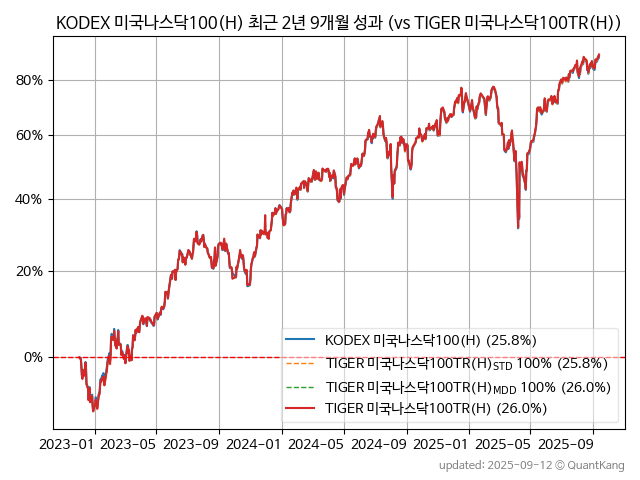 KODEX 미국나스닥100(H) 최근 2년 9개월 성과 (vs TIGER 미국나스닥100TR(H))
80%
60%
40%
20%
0%
KODEX 미국나스닥100(H) (25.8%)
TIGER 미국나스닥100TR(H)STD 100% (25.8%)
TIGER 미국나스닥100TR(H)MDD 100% (26.0%)
TIGER 미국나스닥100TR(H) (26.0%)
2023-01 2023-05 2023-09 2024-01 2024-05 2024-09 2025-01 2025-05 2025-09
updated: 2025-09-12 © QuantKang